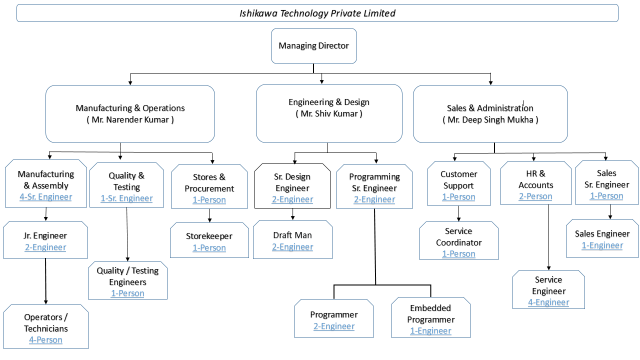 Ishikawa Technology Private Limited
Managing Director
Manufacturing & Operations
( Mr. Narender Kumar )
Engineering & Design
( Mr. Shiv Kumar )
Sales & Administration
( Mr. Deep Singh Mukha )
Manufacturing
& Assembly
4-Sr. Engineer
Quality &
Testing
1-Sr. Engineer
Stores &
Procurement
1-Person
Sr. Design
Engineer
2-Engineer
Programming
Sr. Engineer
2-Engineer
Customer
Support
1-Person
HR &
Accounts
2-Person
Sales
Sr. Engineer
1-Person
Jr. Engineer
2-Engineer
Storekeeper
1-Person
Draft Man
2-Engineer
Service
Coordinator
1-Person
Sales Engineer
1-Engineer
Quality / Testing
Engineers
1-Person
Service
Engineer
4-Engineer
Operators /
Technicians
4-Person
Programmer
2-Engineer
Embedded
Programmer
1-Engineer